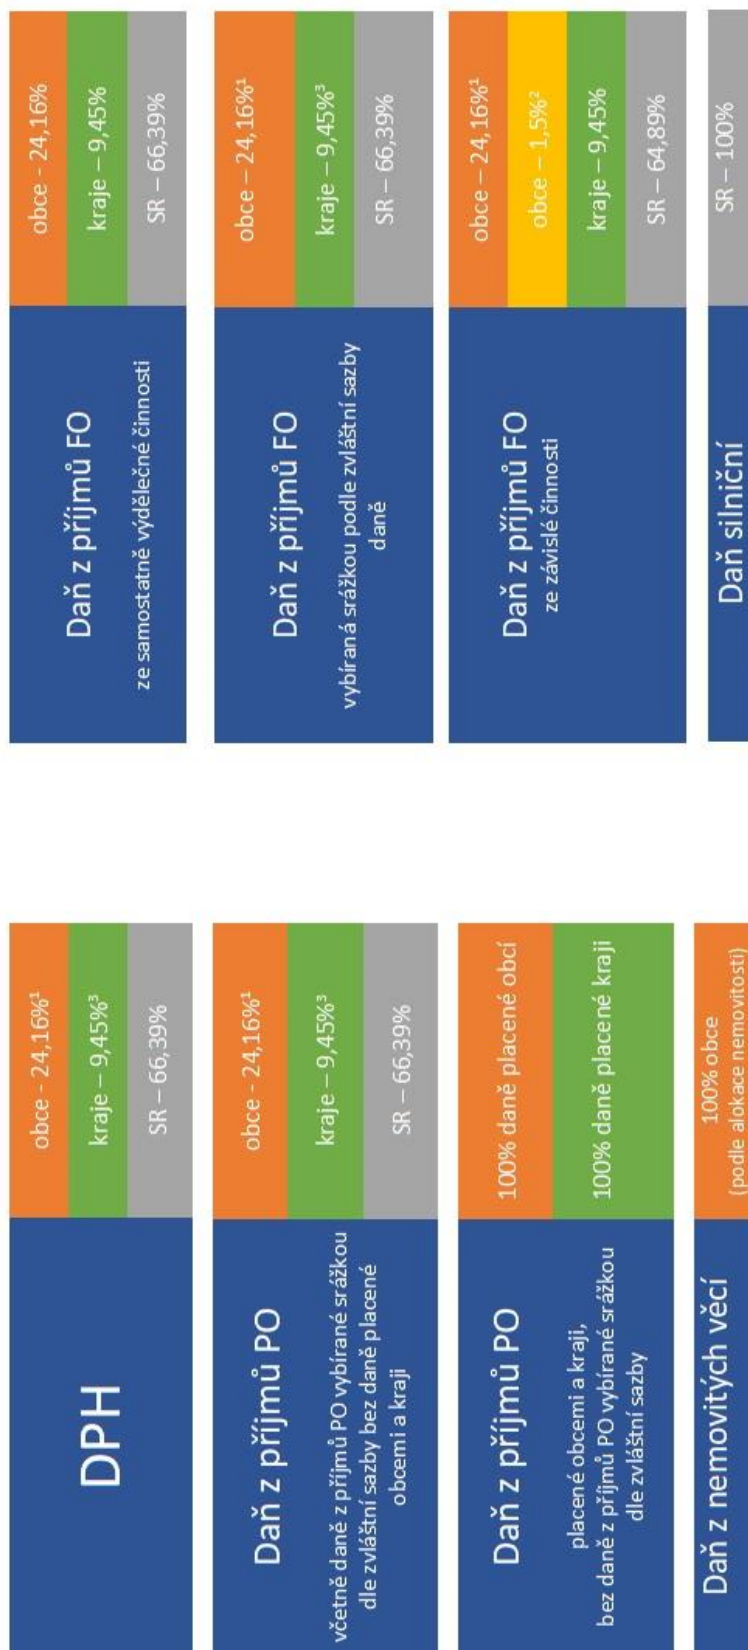 DPH
obce - 24,16%¹
kraje – 9,45%³
SR – 66,39%
Daň z příjmů PO
včetně daně z příjmů PO vybírané srážkou
dle zvláštní sazby bez daně placené
obcemi a kraji
obce - 24,16%¹
kraje – 9,45%³
SR – 66,39%
Daň z příjmů PO
placené obcemi a kraji,
bez daně z příjmů PO vybírané srážkou
dle zvláštní sazby
100% daně placené obcí
100% daně placené kraji
Daň z nemovitých věcí
100% obce
(podle alokace nemovitosti)
Daň z příjmů FO
ze samostatně výdělečné činnosti
obce - 24,16%
kraje – 9,45%
SR – 66,39%
Daň z příjmů FO
vybíraná srážkou podle zvláštní sazby
daně
obce – 24,16%¹
kraje – 9,45%³
SR – 66,39%
Daň z příjmů FO
ze závislé činnosti
obce – 24,16%¹
obce – 1,5%²
kraje – 9,45%
SR – 64,89%
Daň silniční
SR – 100%